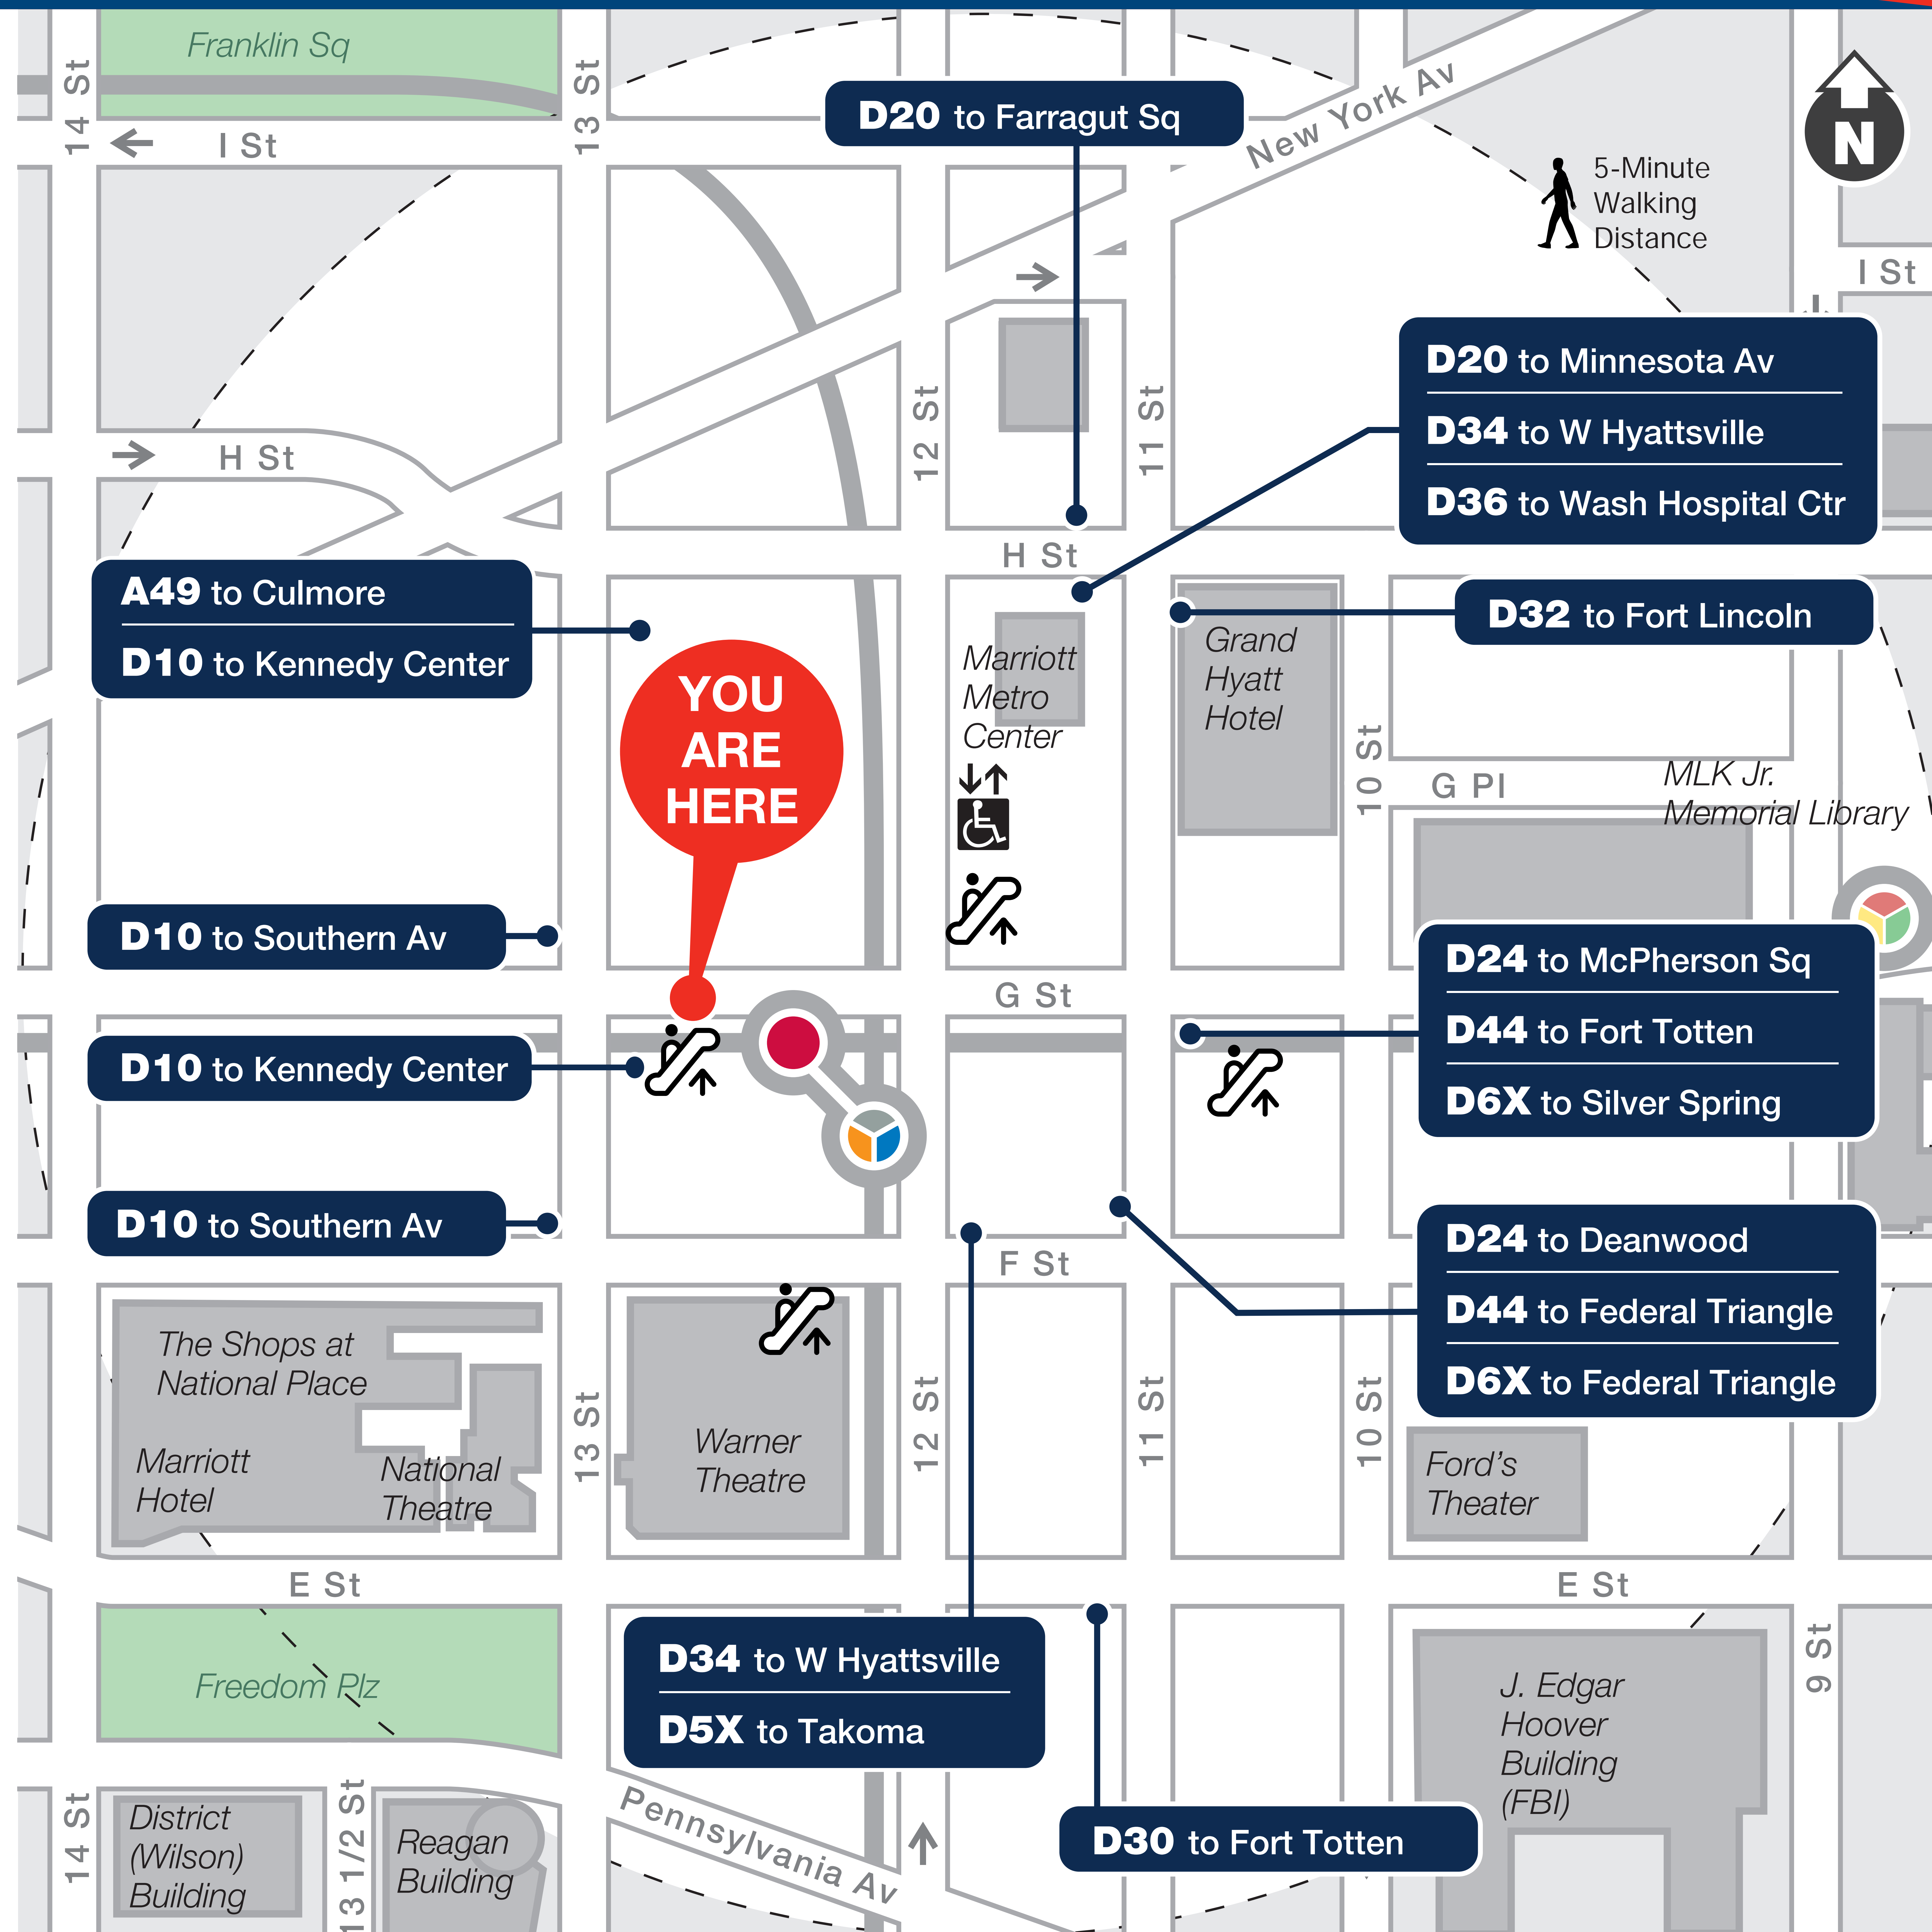 Franklin Sq
14 St
13 St
I St
D20 to Farragut Sq
New York Av
N
5-Minute
Walking
Distance
I St
D20 to Minnesota Av
D34 to W Hyattsville
D36 to Wash Hospital Ctr
12 St
11 St
H St
H St
A49 to Culmore
D10 to Kennedy Center
D32 to Fort Lincoln
YOU
ARE
HERE
Marriott
Metro
Center
Grand
Hyatt
Hotel
10 St
G Pl
MLK Jr.
Memorial Library
D10 to Southern Av
G St
D24 to McPherson Sq
D44 to Fort Totten
D6X to Silver Spring
D10 to Kennedy Center
D10 to Southern Av
F St
D24 to Deanwood
D44 to Federal Triangle
D6X to Federal Triangle
The Shops at
National Place
Marriott
Hotel
National
Theatre
13 St
Warner
Theatre
12 St
11 St
10 St
Ford's
Theater
E St
E St
Freedom Plz
D34 to W Hyattsville
D5X to Takoma
9 St
J. Edgar
Hoover
Building
(FBI)
14 St
District
(Wilson)
Building
13 1/2 St
Reagan
Building
Pennsylvania Av
D30 to Fort Totten